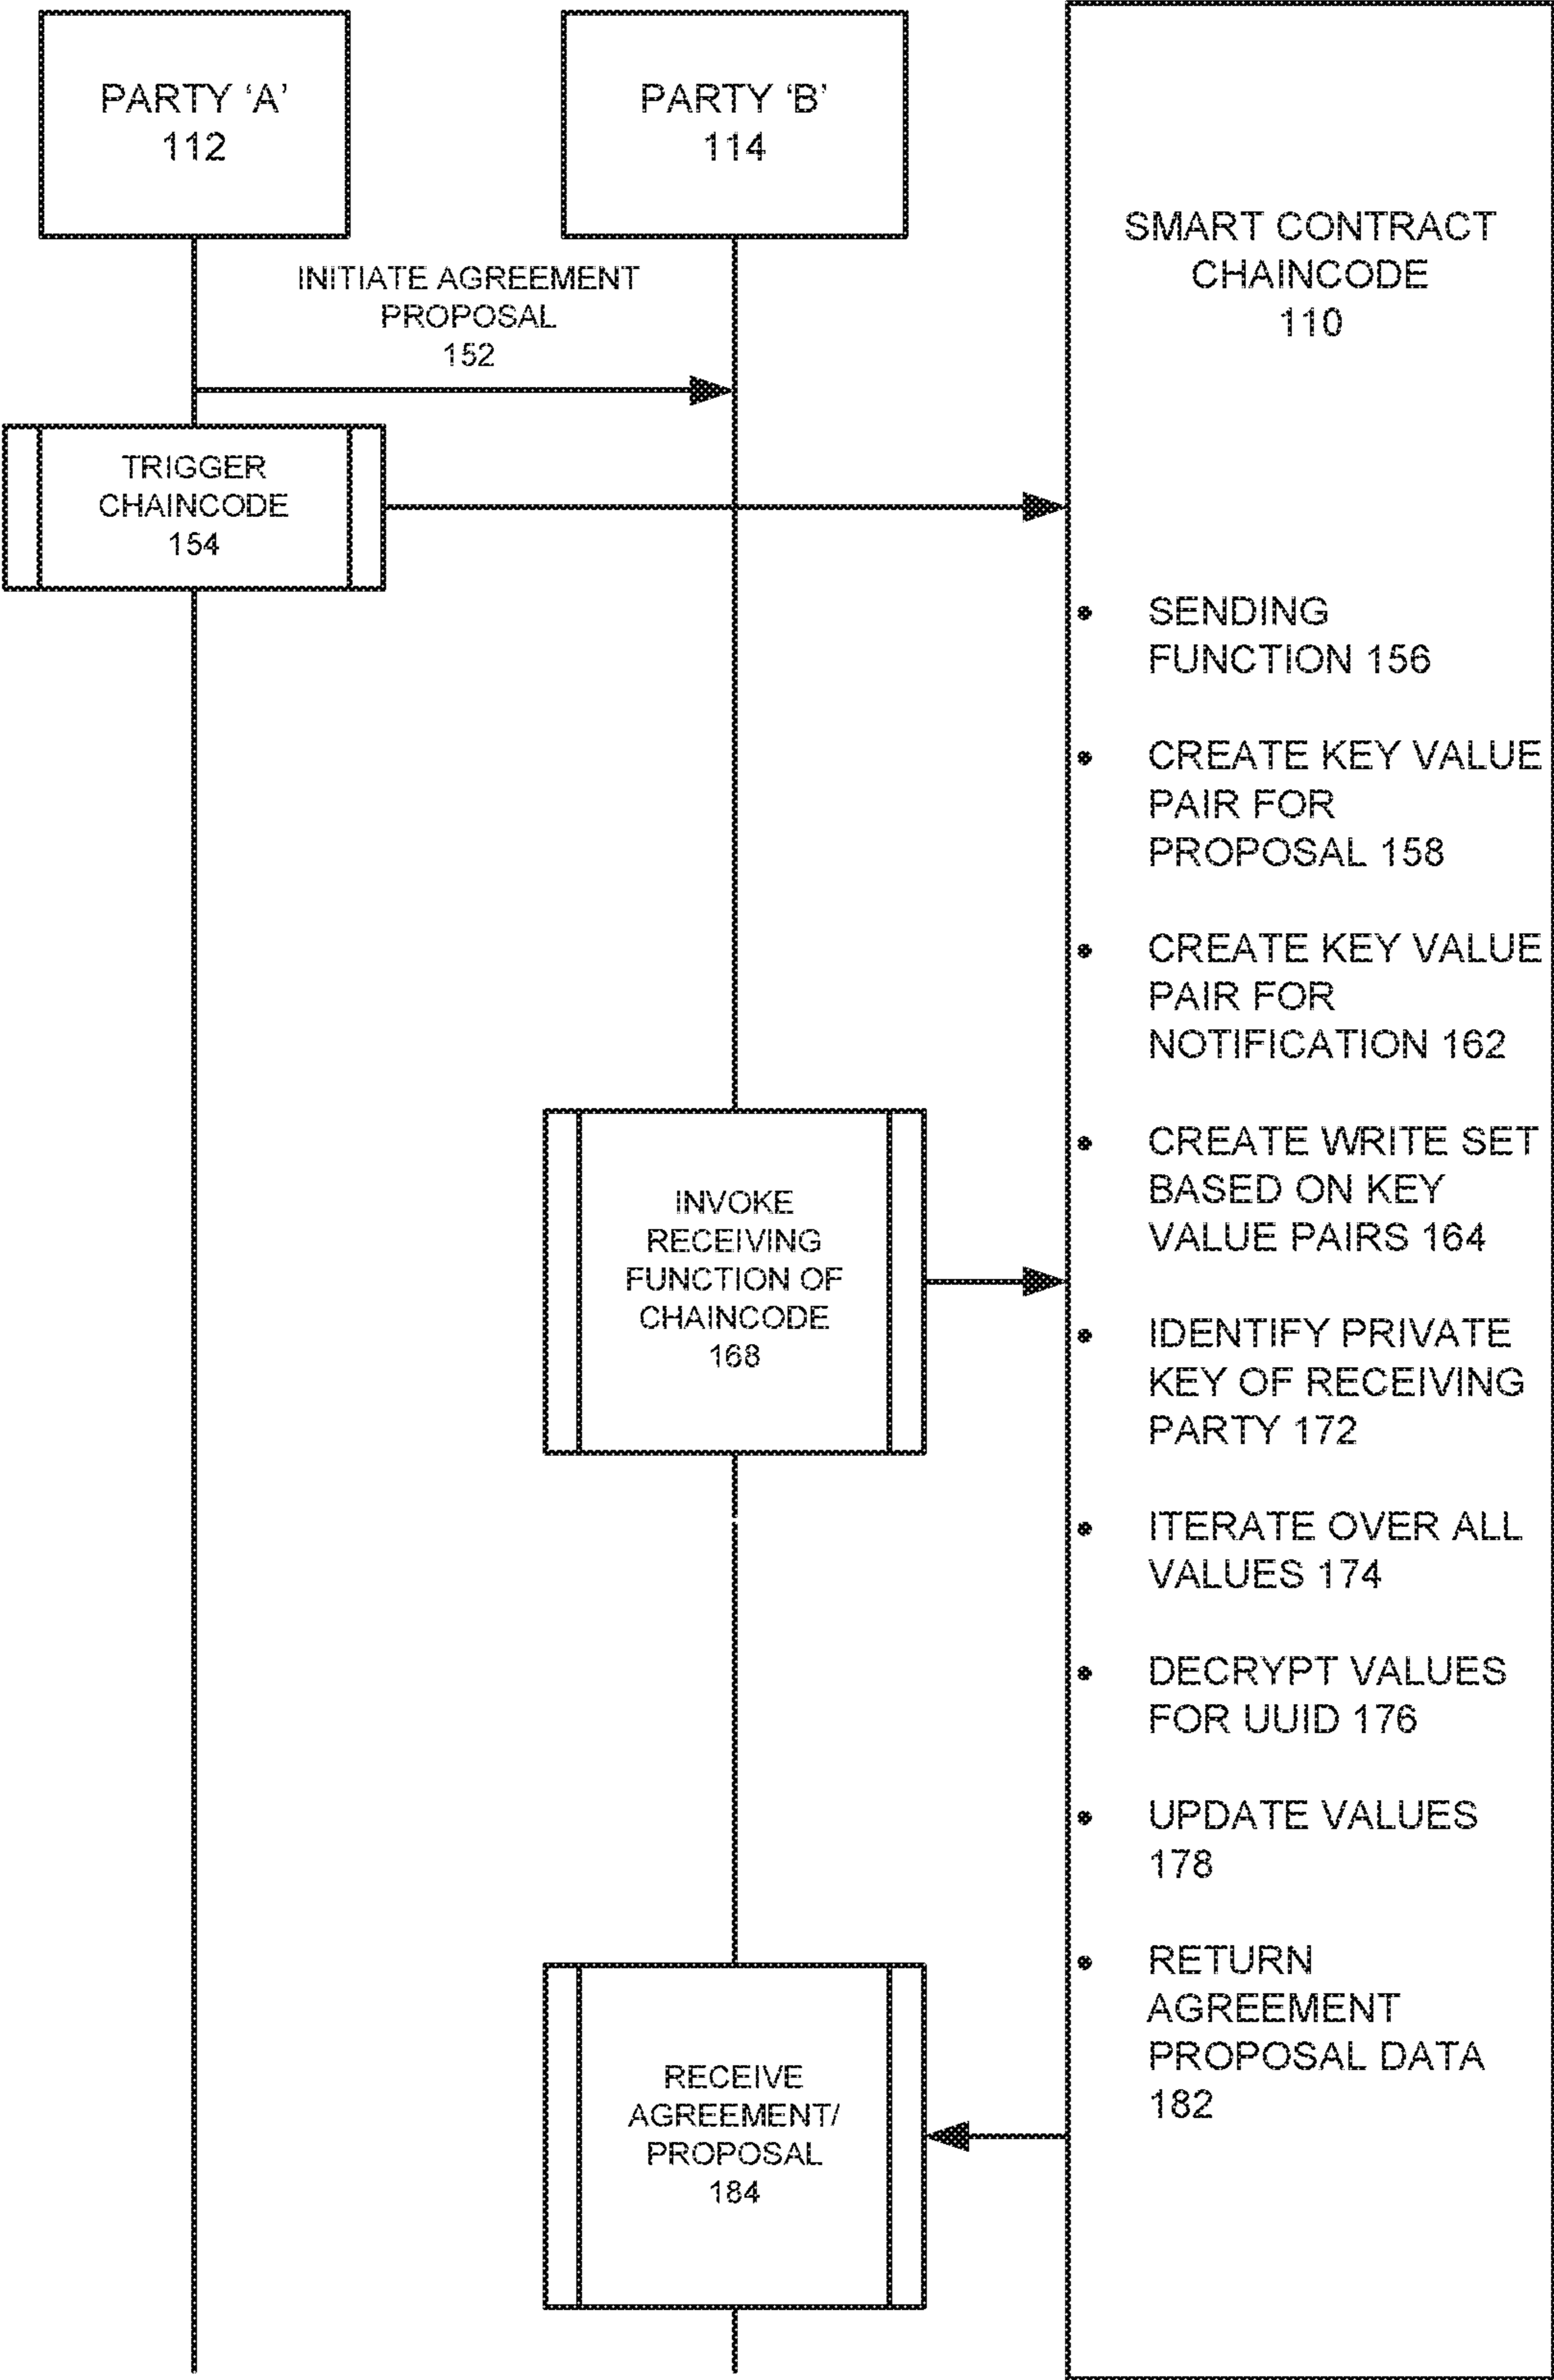 PARTY ‘A’
112
PARTY ‘B’
114
SMART CONTRACT
CHAINCODE
110
INITIATE AGREEMENT
PROPOSAL
152
TRIGGER
CHAINCODE
154
• SENDING
FUNCTION 156
• CREATE KEY VALUE
PAIR FOR
PROPOSAL 158
• CREATE KEY VALUE
PAIR FOR
NOTIFICATION 162
• CREATE WRITE SET
BASED ON KEY
VALUE PAIRS 164
INVOKE
RECEIVING
FUNCTION OF
CHAINCODE
168
• IDENTIFY PRIVATE
KEY OF RECEIVING
PARTY 172
• ITERATE OVER ALL
VALUES 174
• DECRYPT VALUES
FOR UUID 176
• UPDATE VALUES
178
• RETURN
AGREEMENT
PROPOSAL DATA
182
RECEIVE
AGREEMENT/
PROPOSAL
184